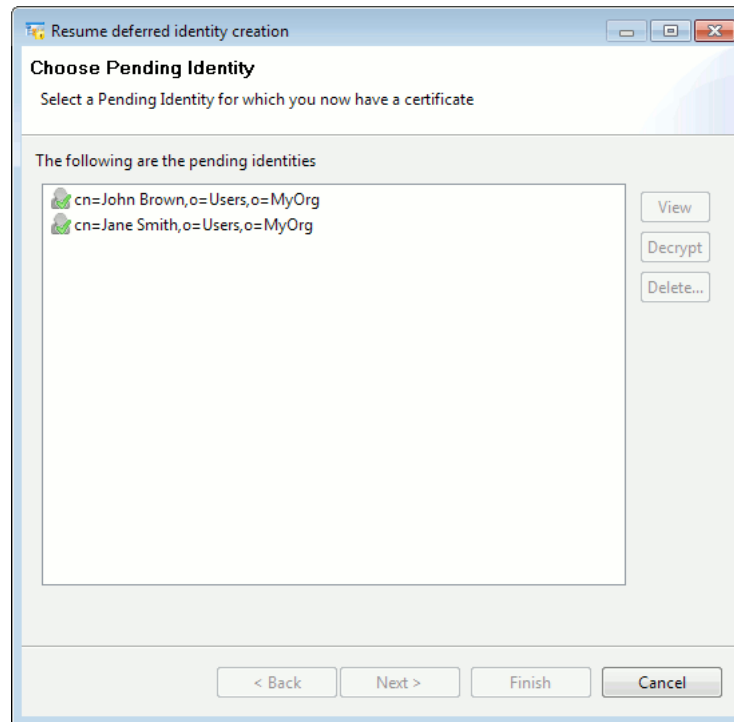 Resume deferred identity creation
Choose Pending Identity
Select a Pending Identity for which you now have a certificate
The following are the pending identities
cn=John Brown,o=Users,o=MyOrg
cn=Jane Smith,o=Users,o=MyOrg
View
Decrypt
Delete...
< Back
Next >
Finish
Cancel